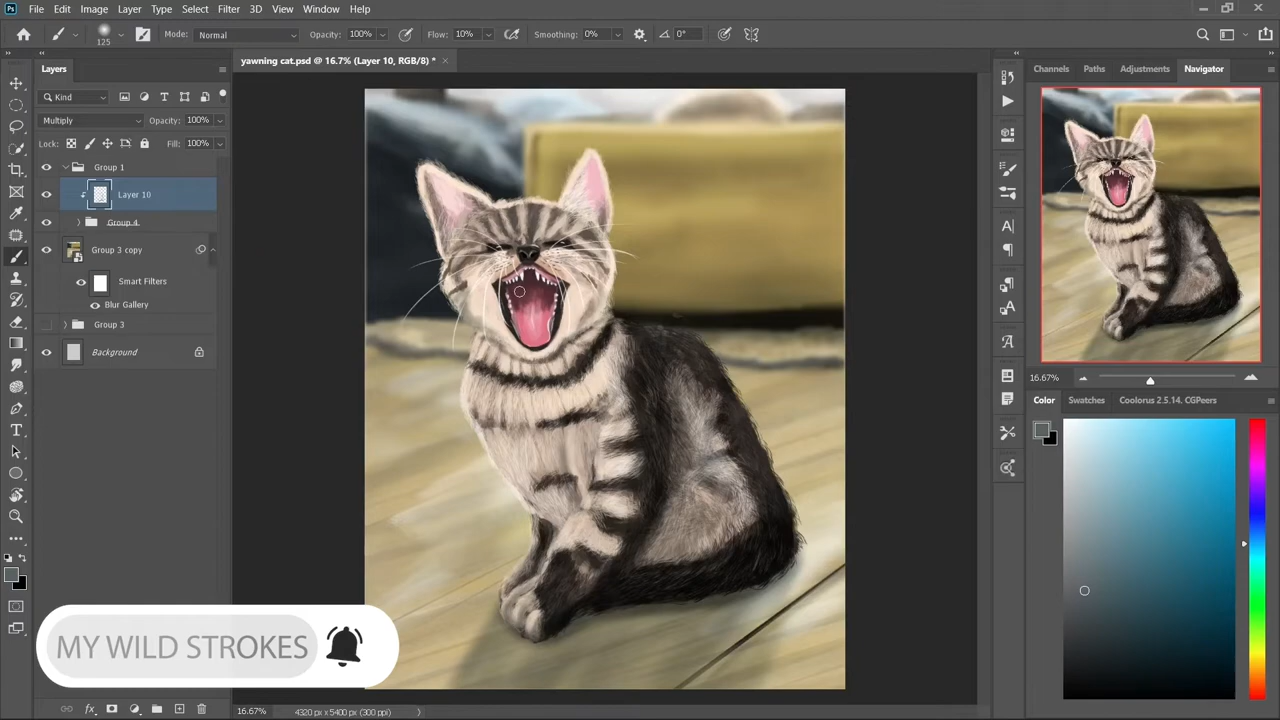 Ps File Edit Image Layer Type Select Filter 3D View Window Help
125 Mode: Normal Opacity: 100% Flow: 10% Smoothing: 0% 0°
Layers
yawning cat.psd @ 16.7% (Layer 10, RGB/8) *
Channels Paths Adjustments Navigator
Kind
Multiply Opacity: 100%
Lock: Fill: 100%
Group 1
Layer 10
Group 4
Group 3 copy
Smart Filters
Blur Gallery
Group 3
Background
16.67%
Color Swatches Coolorus 2.5.14. CGPeers
MY WILD STROKES
fx
16.67% 4320 px x 5400 px (300 ppi)